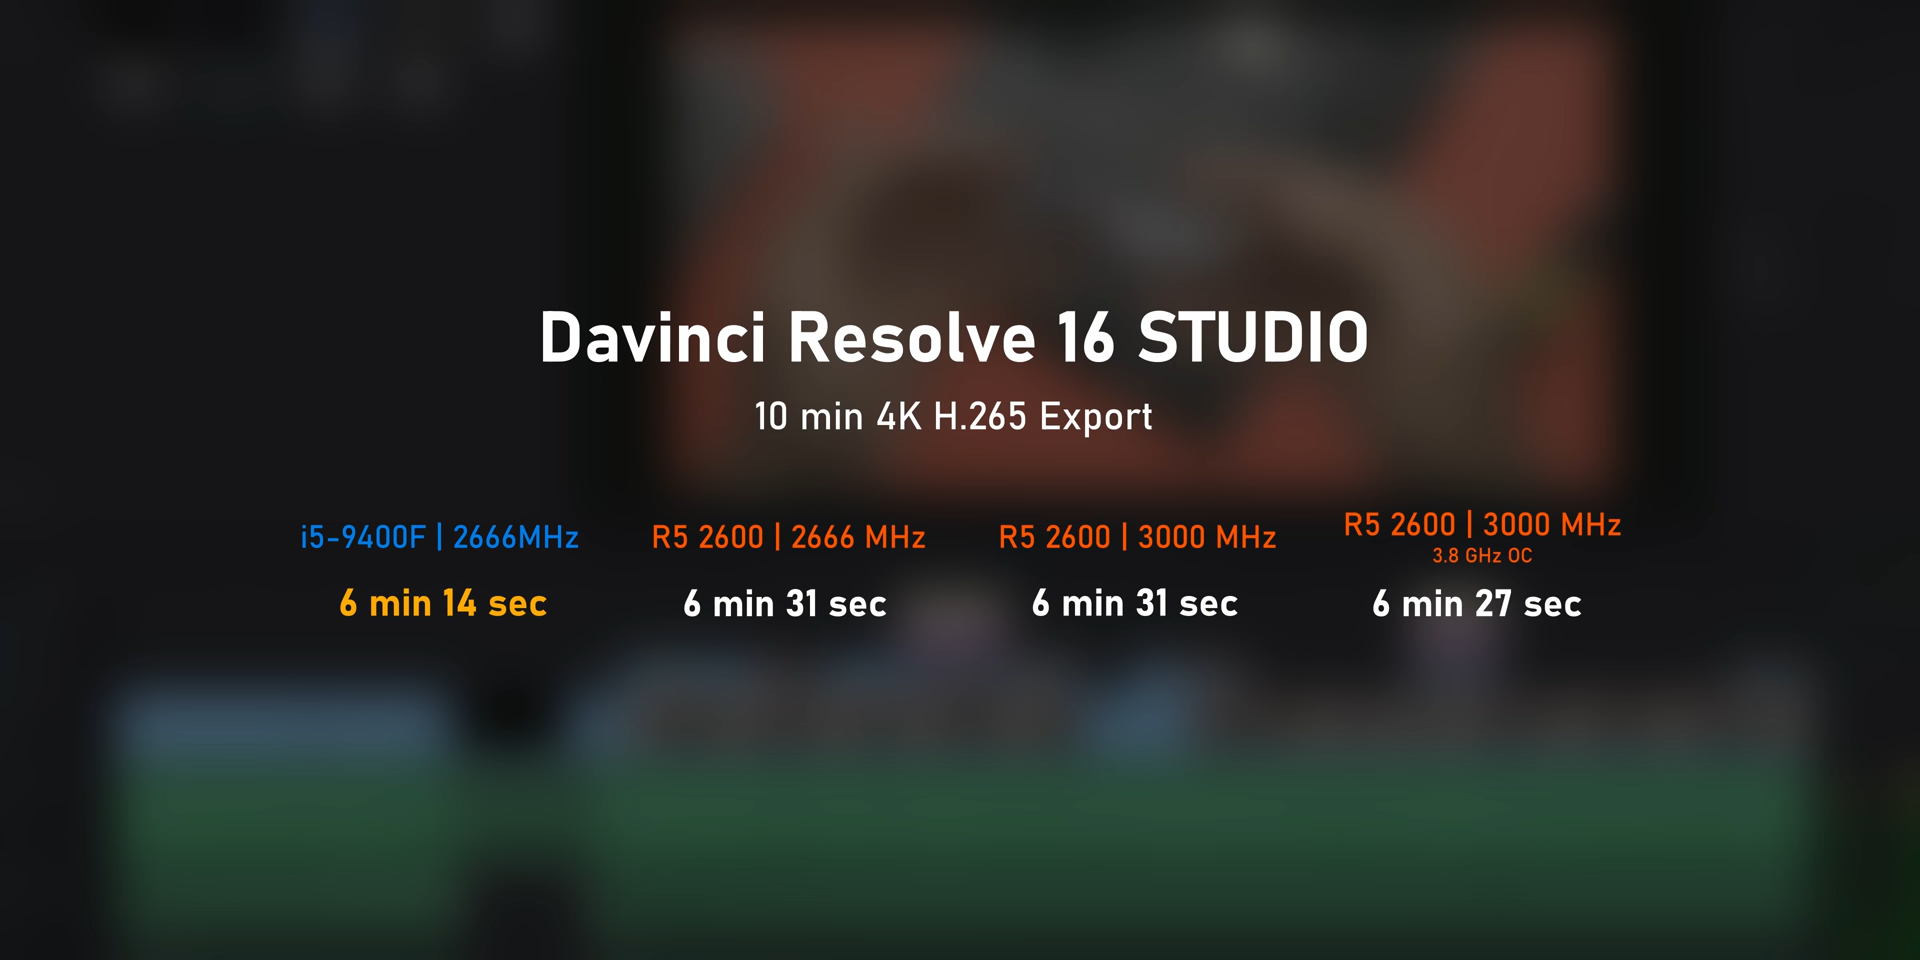 Davinci Resolve 16 STUDIO
10 min 4K H.265 Export
i5-9400F | 2666MHz
6 min 14 sec
R5 2600 | 2666 MHz
6 min 31 sec
R5 2600 | 3000 MHz
6 min 31 sec
R5 2600 | 3000 MHz
3.8 GHz OC
6 min 27 sec